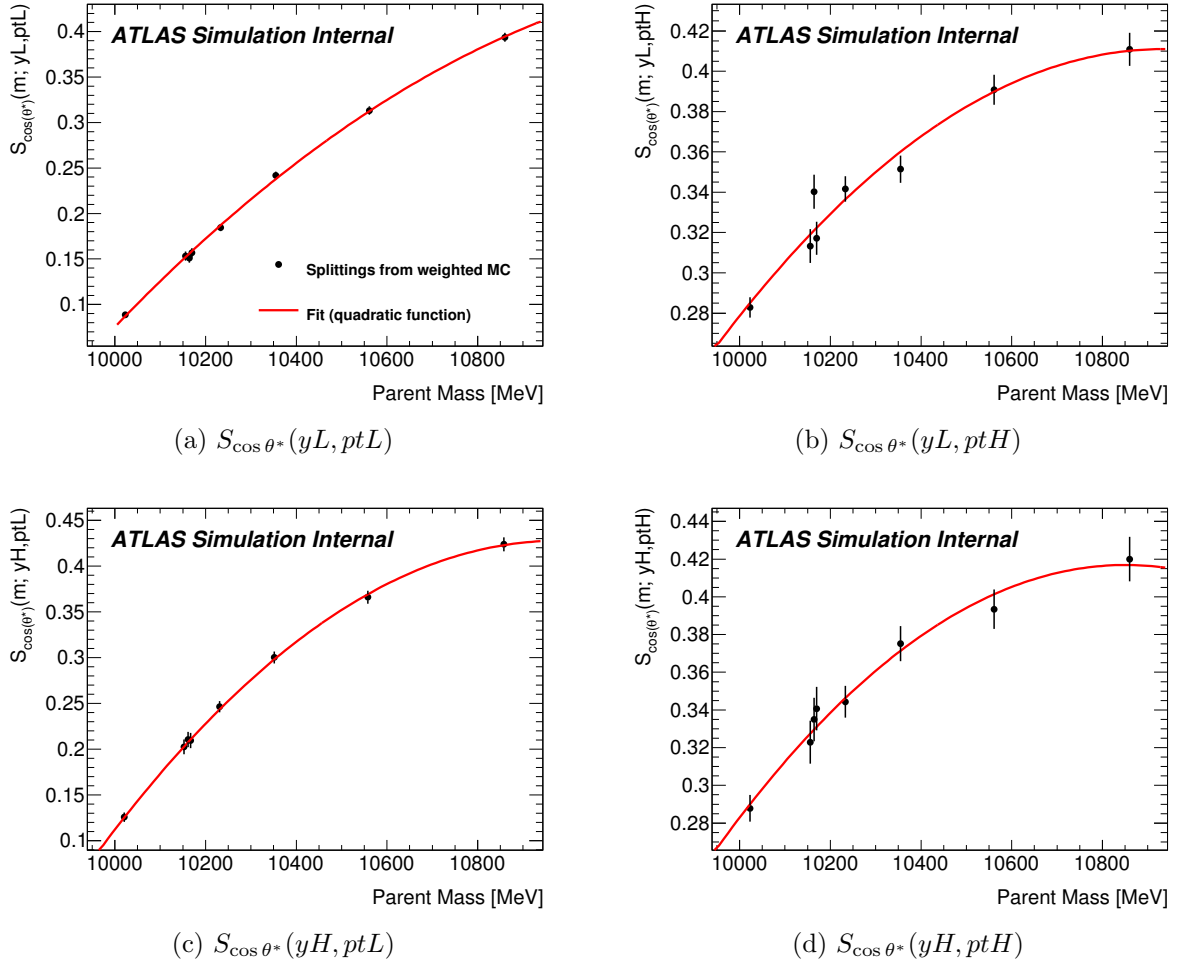 S_cos(θ*)(m; yL,ptL)
ATLAS Simulation Internal
0.4
0.35
0.3
0.25
0.2
0.15
0.1
Splittings from weighted MC
Fit (quadratic function)
10000 10200 10400 10600 10800
Parent Mass [MeV]
(a) S_cos θ*(yL, ptL)
S_cos(θ*)(m; yL,ptH)
ATLAS Simulation Internal
0.42
0.4
0.38
0.36
0.34
0.32
0.3
0.28
10000 10200 10400 10600 10800
Parent Mass [MeV]
(b) S_cos θ*(yL, ptH)
S_cos(θ*)(m; yH,ptL)
ATLAS Simulation Internal
0.45
0.4
0.35
0.3
0.25
0.2
0.15
0.1
10000 10200 10400 10600 10800
Parent Mass [MeV]
(c) S_cos θ*(yH, ptL)
S_cos(θ*)(m; yH,ptH)
ATLAS Simulation Internal
0.44
0.42
0.4
0.38
0.36
0.34
0.32
0.3
0.28
10000 10200 10400 10600 10800
Parent Mass [MeV]
(d) S_cos θ*(yH, ptH)